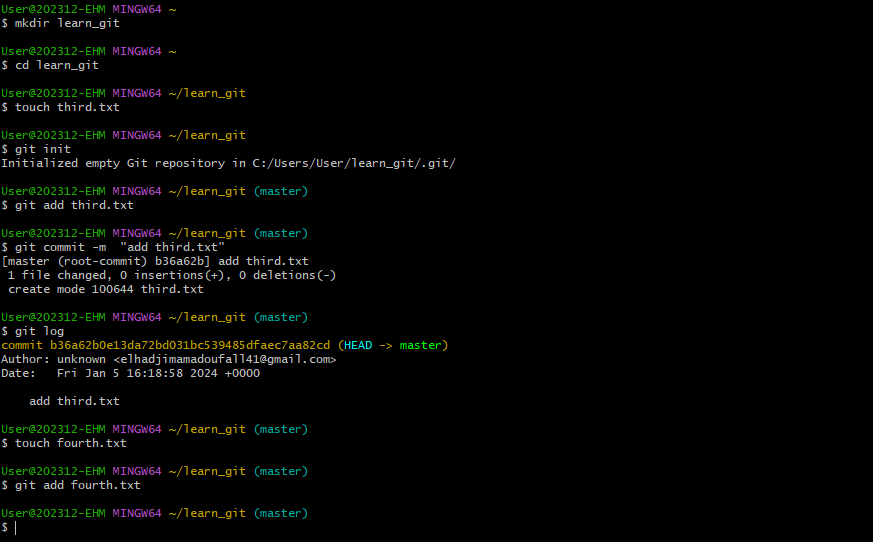 User@202312-EHM MINGW64 ~
$ mkdir learn_git
User@202312-EHM MINGW64 ~
$ cd learn_git
User@202312-EHM MINGW64 ~/learn_git
$ touch third.txt
User@202312-EHM MINGW64 ~/learn_git
$ git init
Initialized empty Git repository in C:/Users/User/learn_git/.git/
User@202312-EHM MINGW64 ~/learn_git (master)
$ git add third.txt
User@202312-EHM MINGW64 ~/learn_git (master)
$ git commit -m  "add third.txt"
[master (root-commit) b36a62b] add third.txt
 1 file changed, 0 insertions(+), 0 deletions(-)
 create mode 100644 third.txt
User@202312-EHM MINGW64 ~/learn_git (master)
$ git log
commit b36a62b0e13da72bd031bc539485dfaec7aa82cd (HEAD -> master)
Author: unknown <elhadjimamadoufall41@gmail.com>
Date:   Fri Jan 5 16:18:58 2024 +0000
    add third.txt
User@202312-EHM MINGW64 ~/learn_git (master)
$ touch fourth.txt
User@202312-EHM MINGW64 ~/learn_git (master)
$ git add fourth.txt
User@202312-EHM MINGW64 ~/learn_git (master)
$